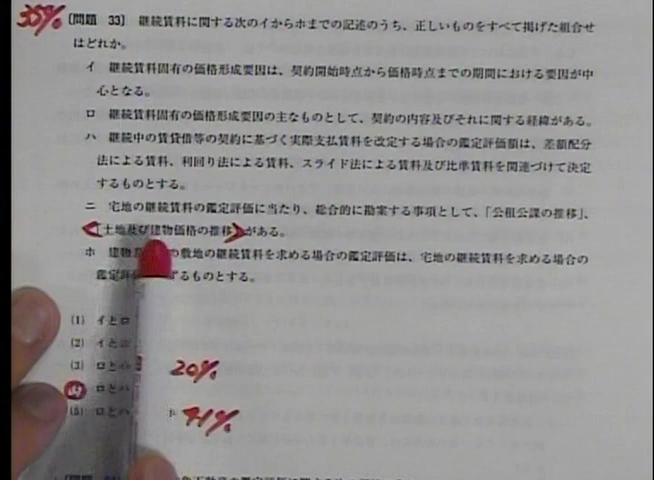 35%
〔問題 33〕 継続賃料に関する次のイからホまでの記述のうち、正しいものをすべて掲げた組合せ
はどれか。
イ 継続賃料固有の価格形成要因は、契約開始時点から価格時点までの期間における要因が中
心となる。
ロ 継続賃料固有の価格形成要因の主なものとして、契約の内容及びそれに関する経緯がある。
ハ 継続中の賃貸借等の契約に基づく実際支払賃料を改定する場合の鑑定評価額は、差額配分
法による賃料、利回り法による賃料、スライド法による賃料及び比準賃料を関連づけて決定
するものとする。
ニ 宅地の継続賃料の鑑定評価に当たり、総合的に勘案する事項として、「公租公課の推移」、
「土地及び建物価格の推移」がある。
ホ 建物 の敷地の継続賃料を求める場合の鑑定評価は、宅地の継続賃料を求める場合の
鑑定評 ずるものとする。
(1) イとロ
(2) イと
(3) ロと 20%
(4) ロとハ
(5) ロとハ 41%